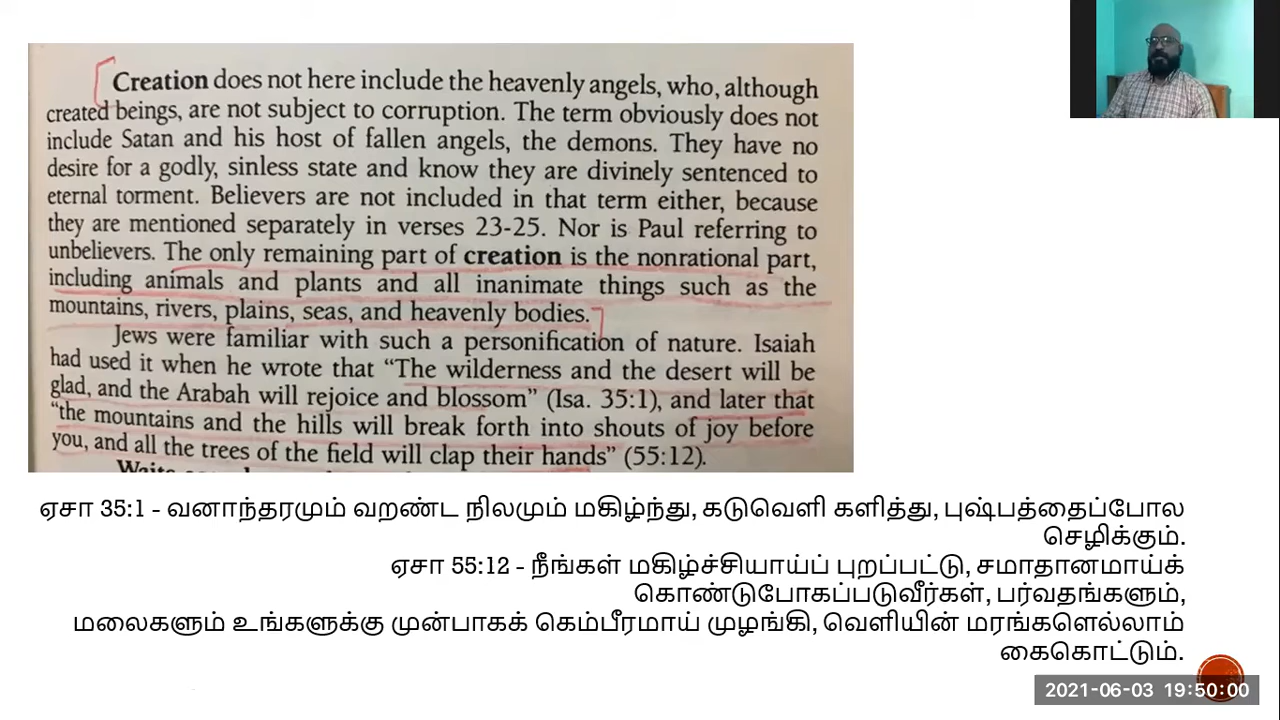 Creation does not here include the heavenly angels, who, although
created beings, are not subject to corruption. The term obviously does not
include Satan and his host of fallen angels, the demons. They have no
desire for a godly, sinless state and know they are divinely sentenced to
eternal torment. Believers are not included in that term either, because
they are mentioned separately in verses 23-25. Nor is Paul referring to
unbelievers. The only remaining part of creation is the nonrational part,
including animals and plants and all inanimate things such as the
mountains, rivers, plains, seas, and heavenly bodies.
Jews were familiar with such a personification of nature. Isaiah
had used it when he wrote that “The wilderness and the desert will be
glad, and the Arabah will rejoice and blossom” (Isa. 35:1), and later that
“the mountains and the hills will break forth into shouts of joy before
you, and all the trees of the field will clap their hands” (55:12).
ஏசா 35:1 - வனாந்தரமும் வறண்ட நிலமும் மகிழ்ந்து, கடுவெளி களித்து, புஷ்பத்தைப்போல
செழிக்கும்.
ஏசா 55:12 - நீங்கள் மகிழ்ச்சியாய்ப் புறப்பட்டு, சமாதானமாய்க்
கொண்டுபோகப்படுவீர்கள், பர்வதங்களும்,
மலைகளும் உங்களுக்கு முன்பாகக் கெம்பீரமாய் முழங்கி, வெளியின் மரங்களெல்லாம்
கைகொட்டும்.
2021-06-03 19:50:00